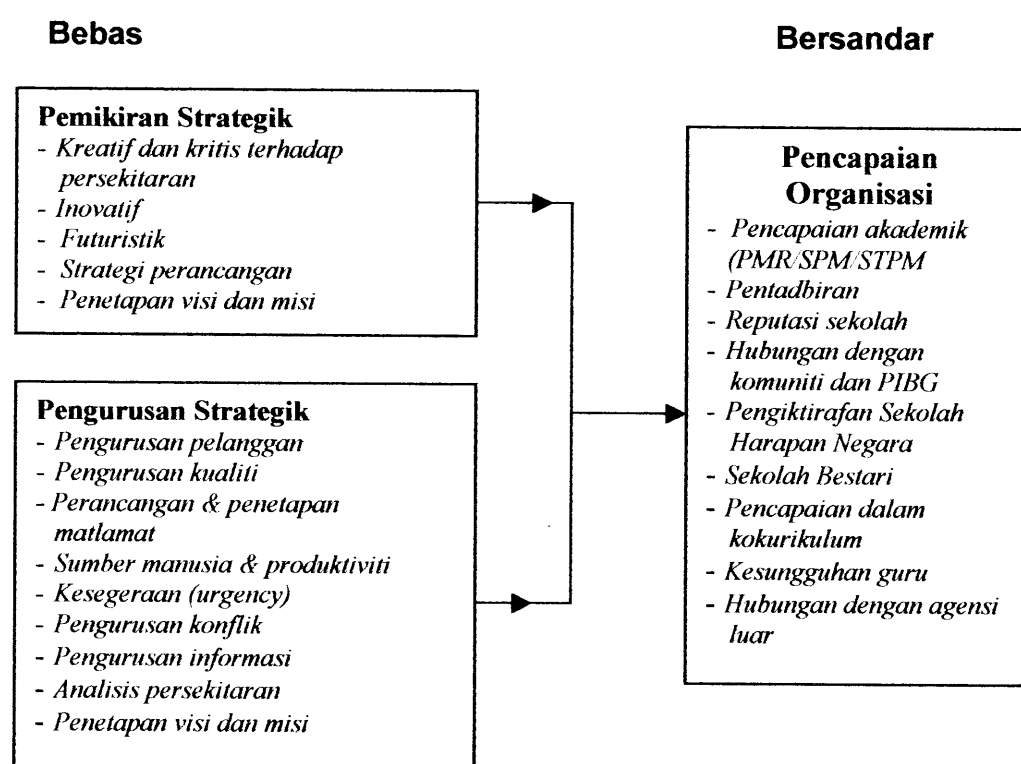 Bebas
Bersandar
Pemikiran Strategik
- Kreatif dan kritis terhadap
persekitaran
- Inovatif
- Futuristik
- Strategi perancangan
- Penetapan visi dan misi
Pengurusan Strategik
- Pengurusan pelanggan
- Pengurusan kualiti
- Perancangan & penetapan
matlamat
- Sumber manusia & produktiviti
- Kesegeraan (urgency)
- Pengurusan konflik
- Pengurusan informasi
- Analisis persekitaran
- Penetapan visi dan misi
Pencapaian
Organisasi
- Pencapaian akademik
(PMR/SPM/STPM
- Pentadbiran
- Reputasi sekolah
- Hubungan dengan
komuniti dan PIBG
- Pengiktirafan Sekolah
Harapan Negara
- Sekolah Bestari
- Pencapaian dalam
kokurikulum
- Kesungguhan guru
- Hubungan dengan agensi
luar